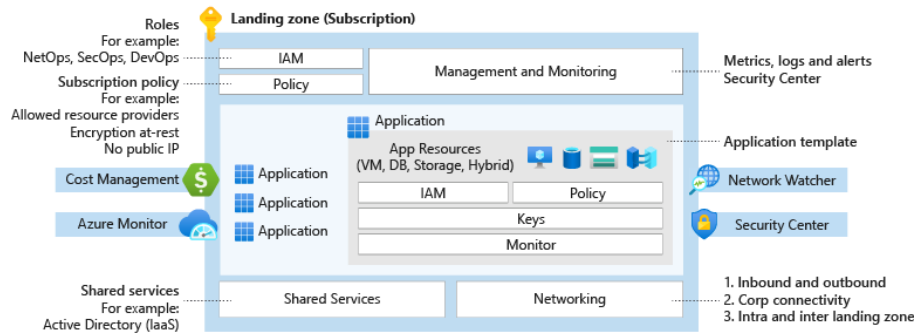 Landing zone (Subscription)
Roles
For example:
NetOps, SecOps, DevOps
Subscription policy
For example:
Allowed resource providers
Encryption at-rest
No public IP
IAM
Policy
Management and Monitoring
Metrics, logs and alerts
Security Center
Application
App Resources
(VM, DB, Storage, Hybrid)
IAM
Policy
Keys
Monitor
Application template
Application
Application
Application
Cost Management
Azure Monitor
Network Watcher
Security Center
Shared services
For example:
Active Directory (IaaS)
Shared Services
Networking
1. Inbound and outbound
2. Corp connectivity
3. Intra and inter landing zone